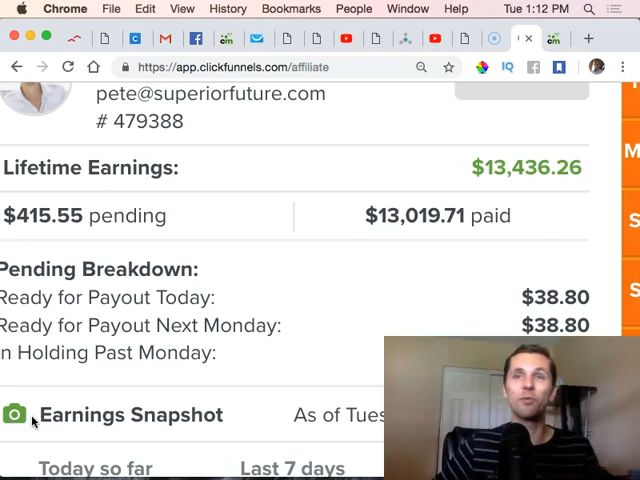 Chrome File Edit View History Bookmarks People Window Help Tue 1:12 PM
https://app.clickfunnels.com/affiliate
pete@superiorfuture.com
# 479388
Lifetime Earnings: $13,436.26
$415.55 pending $13,019.71 paid
Pending Breakdown:
Ready for Payout Today: $38.80
Ready for Payout Next Monday: $38.80
n Holding Past Monday:
Earnings Snapshot As of Tues
Today so far Last 7 days
M
S
S